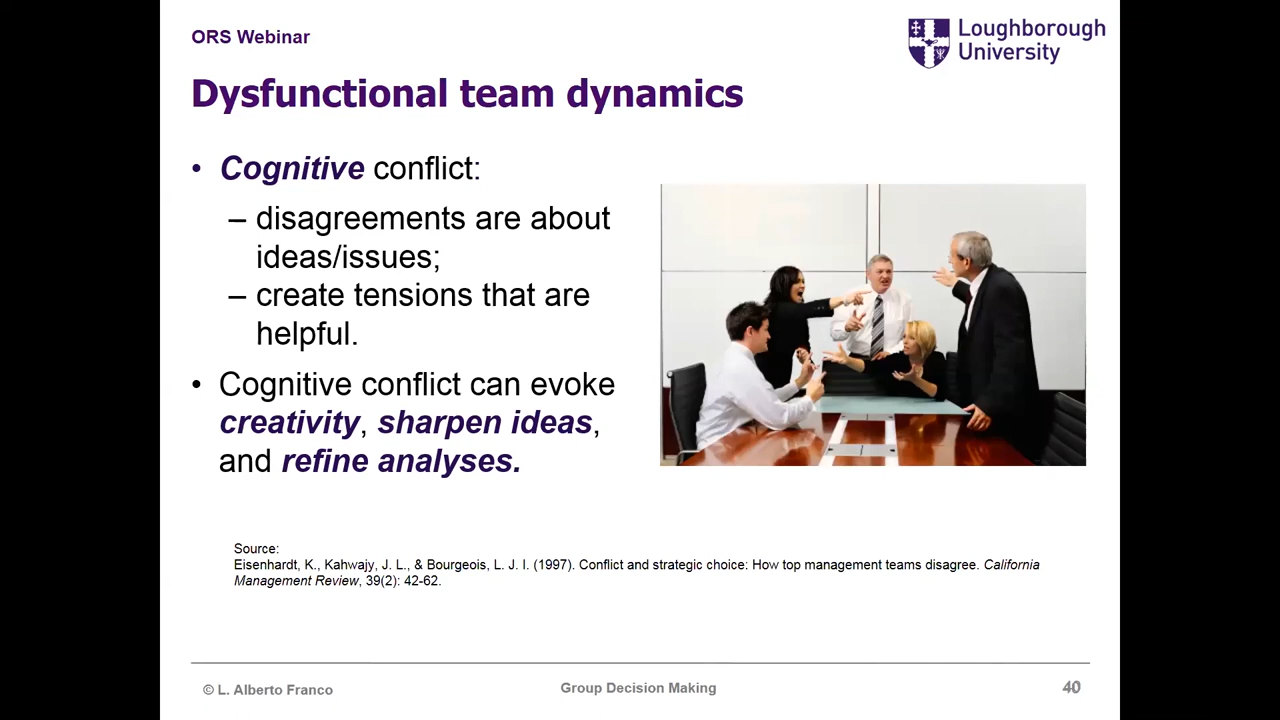 ORS Webinar
Loughborough
University
Dysfunctional team dynamics
• Cognitive conflict:
– disagreements are about
ideas/issues;
– create tensions that are
helpful.
• Cognitive conflict can evoke
creativity, sharpen ideas,
and refine analyses.
Source:
Eisenhardt, K., Kahwajy, J. L., & Bourgeois, L. J. I. (1997). Conflict and strategic choice: How top management teams disagree. California
Management Review, 39(2): 42-62.
© L. Alberto Franco
Group Decision Making
40